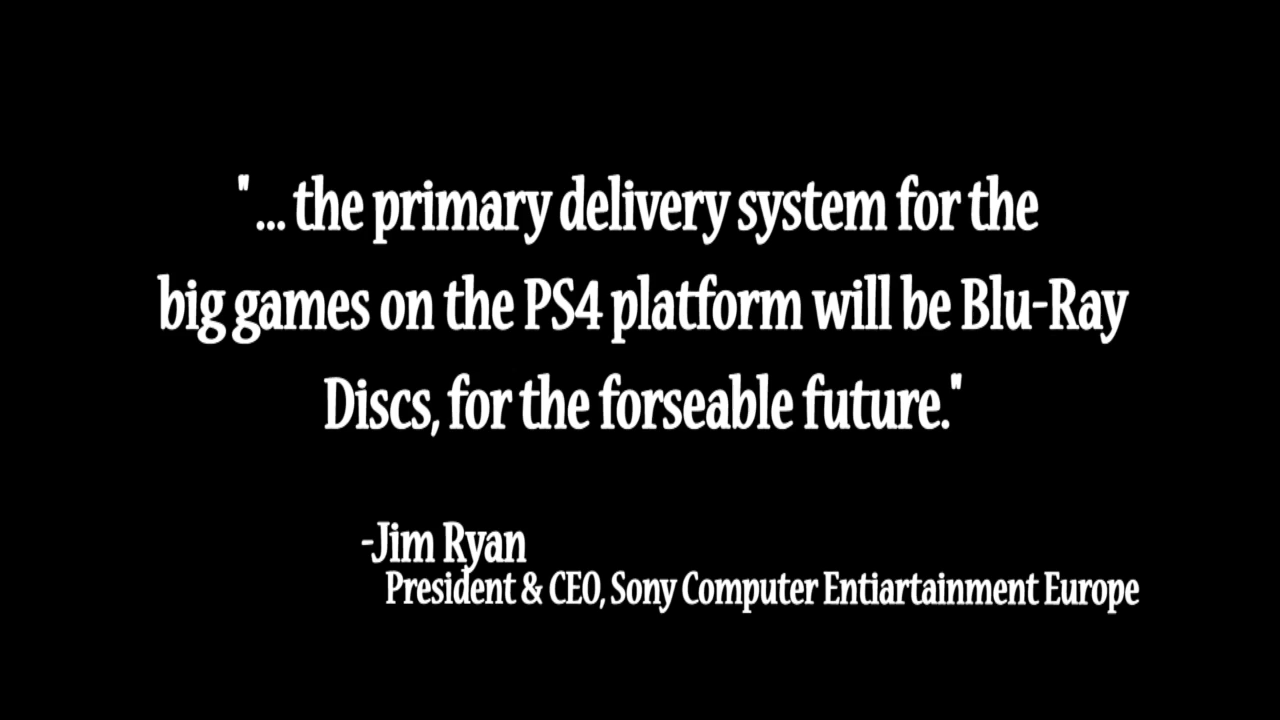 "... the primary delivery system for the
big games on the PS4 platform will be Blu-Ray
Discs, for the forseable future."
-Jim Ryan
President & CEO, Sony Computer Entiartainment Europe